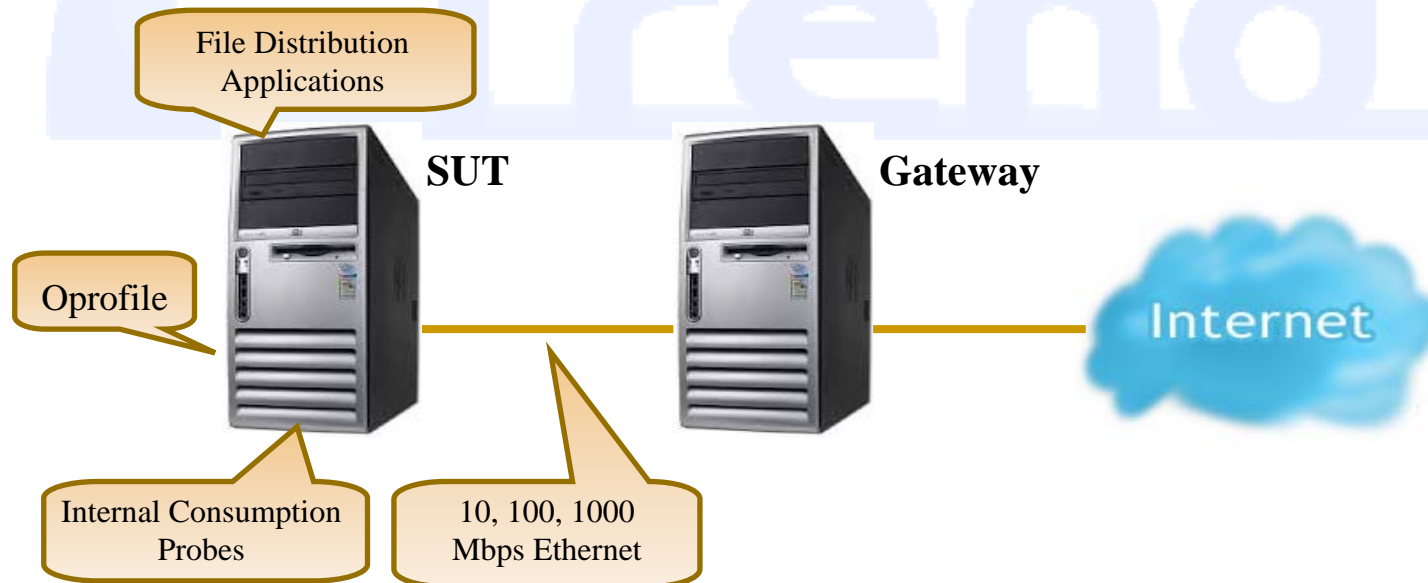 File Distribution
Applications
SUT
Gateway
Oprofile
Internet
Internal Consumption
Probes
10, 100, 1000
Mbps Ethernet